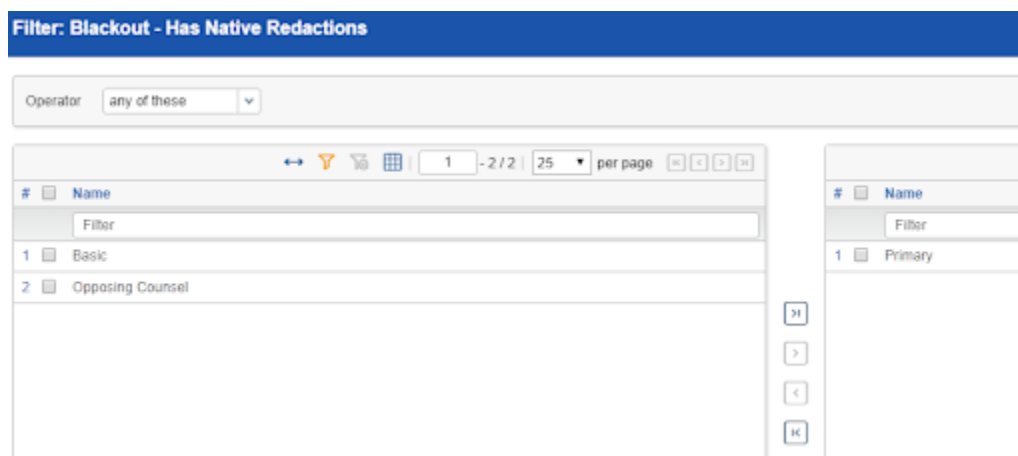 Filter: Blackout - Has Native Redactions
Operator any of these
1 - 2 / 2 25 per page
# Name
Filter
1 Basic
2 Opposing Counsel
# Name
Filter
1 Primary